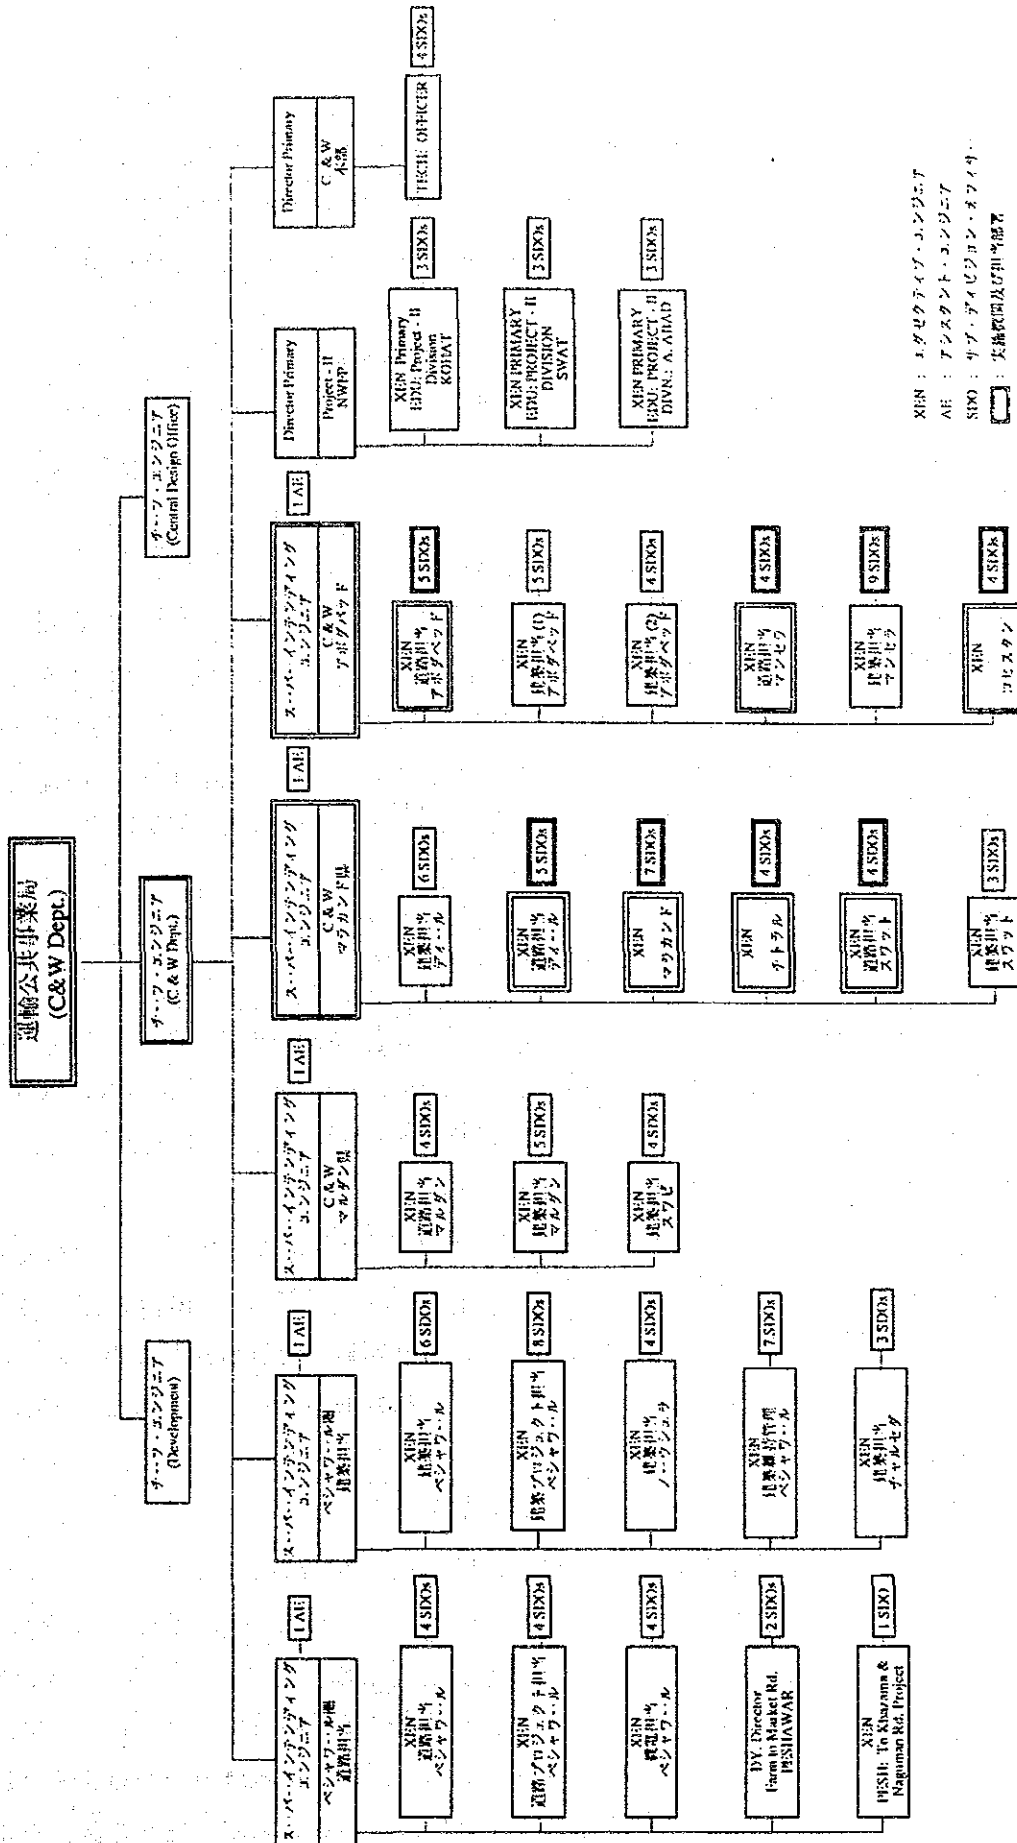 運輸公共事業局
(C&W Dept.)
チーフ・エンジニア
(Development)
チーフ・エンジニア
(C & W Dept.)
チーフ・エンジニア
(Central Design Office)
スーパーインテンディング
エンジニア
ペシャワール圏
道路担当
1 AE
XEN
道路担当
ペシャワール
4 SDOs
XEN
道路プロジェクト担当
ペシャワール
4 SDOs
XEN
機電担当
ペシャワール
4 SDOs
DY. Director
Farm to Market Rd.
PESHAWAR
2 SDOs
XEN
PESH: To Khazama &
Naguman Rd. Project
1 SDO
スーパーインテンディング
エンジニア
ペシャワール圏
建築担当
1 AE
XEN
建築担当
ペシャワール
6 SDOs
XEN
建築プロジェクト担当
ペシャワール
8 SDOs
XEN
建築担当
ノーウシェラ
4 SDOs
XEN
建築維持管理
ペシャワール
7 SDOs
XEN
建築担当
チャルセダ
3 SDOs
スーパーインテンディング
エンジニア
C & W
マルダン県
1 AE
XEN
道路担当
マルダン
4 SDOs
XEN
建築担当
マルダン
5 SDOs
XEN
建築担当
スワビ
4 SDOs
スーパーインテンディング
エンジニア
C & W
マラカンド県
1 AE
XEN
建築担当
ディール
6 SDOs
XEN
道路担当
ディール
5 SDOs
XEN
マラカンド
7 SDOs
XEN
チトラル
4 SDOs
XEN
道路担当
スワット
4 SDOs
XEN
建築担当
スワット
3 SDOs
スーパーインテンディング
エンジニア
C & W
アボダバッド
1 AE
XEN
道路担当
アボダバッド
5 SDOs
XEN
建築担当 (1)
アボダバッド
5 SDOs
XEN
建築担当 (2)
アボダバッド
4 SDOs
XEN
道路担当
マンセラ
4 SDOs
XEN
建築担当
マンセラ
9 SDOs
XEN
コヒスタン
4 SDOs
Director Primary
Project - II
NWFP
XEN Primary
EDU: Project - II
Division
KOHAT
3 SDOs
XEN PRIMARY
EDU: PROJECT - II
DIVISION
SWAT
3 SDOs
XEN PRIMARY
EDU: PROJECT - II
DIVN.: A. ABAD
3 SDOs
Director Primary
C & W
本部
TECH: OFFICER
4 SDOs
XEN : エグゼクティブ・エンジニア
AE : アシスタント・エンジニア
SDO : サブ・ディビジョン・オフィサー
: 実施機関及び担当部署